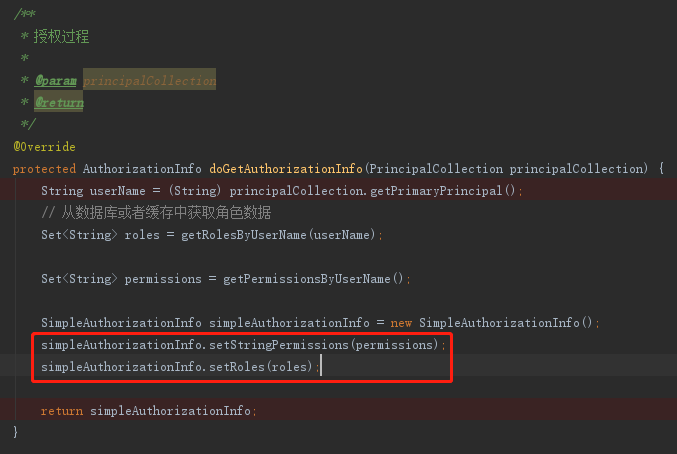 /**
* 授权过程
*
* @param principalCollection
* @return
*/
@Override
protected AuthorizationInfo doGetAuthorizationInfo(PrincipalCollection principalCollection) {
String userName = (String) principalCollection.getPrimaryPrincipal();
// 从数据库或者缓存中获取角色数据
Set<String> roles = getRolesByUserName(userName);
Set<String> permissions = getPermissionsByUserName();
SimpleAuthorizationInfo simpleAuthorizationInfo = new SimpleAuthorizationInfo();
simpleAuthorizationInfo.setStringPermissions(permissions);
simpleAuthorizationInfo.setRoles(roles);
return simpleAuthorizationInfo;
}